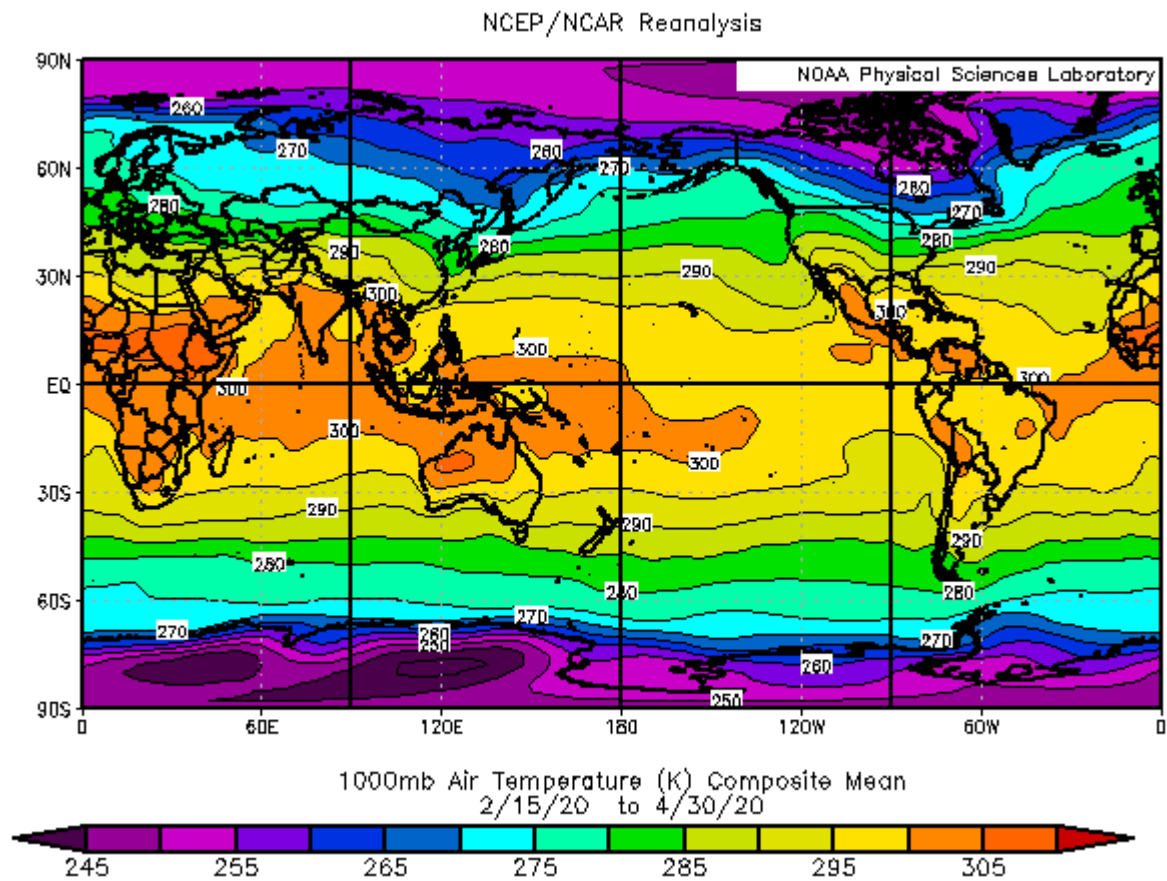 NCEP/NCAR Reanalysis
NOAA Physical Sciences Laboratory
90N
260
60N
270
260
270
280
280
270
280
280
30N
290
300
290
300
290
EQ
300
300
300
300
300
30S
290
290
290
280
280
60S
270
270
260
270
260
250
90S
0
60E
120E
180
120W
60W
0
1000mb Air Temperature (K) Composite Mean
2/15/20 to 4/30/20
245 255 265 275 285 295 305